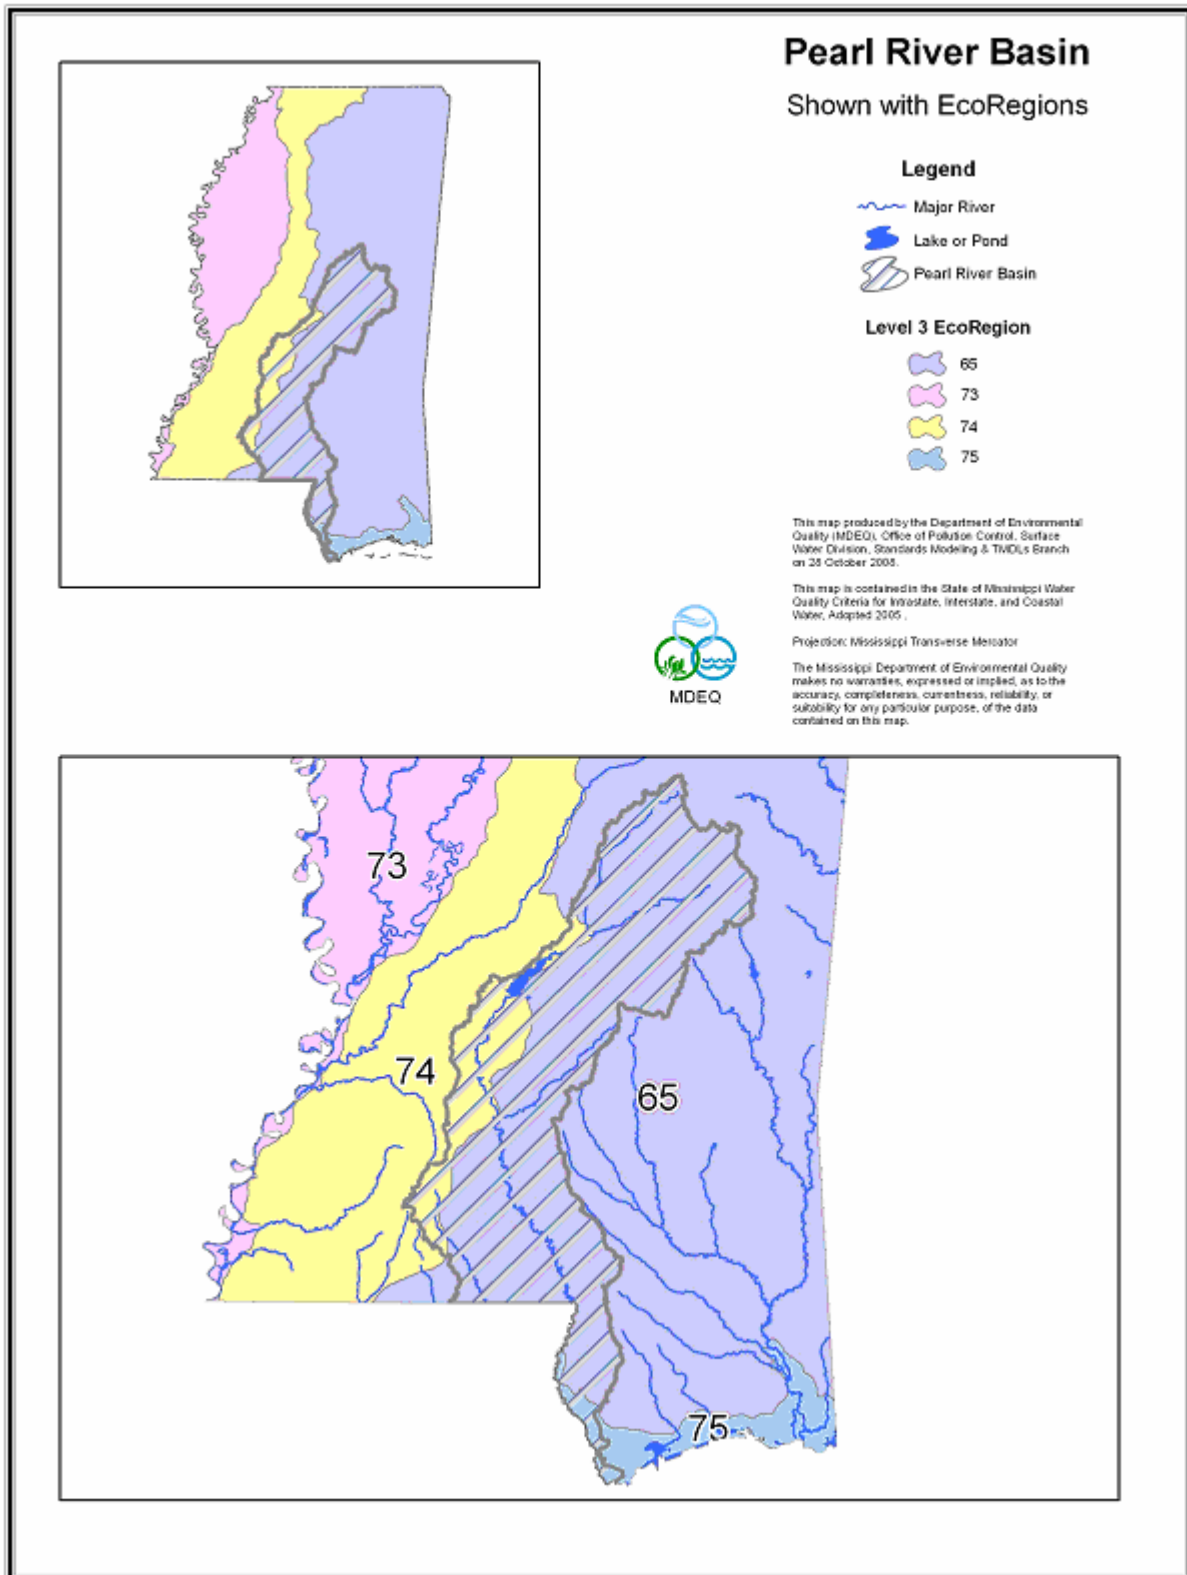 Pearl River Basin
Shown with EcoRegions
Legend
Major River
Lake or Pond
Pearl River Basin
Level 3 EcoRegion
65
73
74
75
This map produced by the Department of Environmental
Quality (MDEQ), Office of Pollution Control, Surface
Water Division, Standards Modeling & TMDLs Branch
on 28 October 2008.
This map is contained in the State of Mississippi Water
Quality Criteria for Intrastate, Interstate, and Coastal
Water, Adopted 2005 .
Projection: Mississippi Transverse Mercator
The Mississippi Department of Environmental Quality
makes no warranties, expressed or implied, as to the
accuracy, completeness, currentness, reliability, or
suitability for any particular purpose, of the data
contained on this map.
MDEQ
73
74
65
75